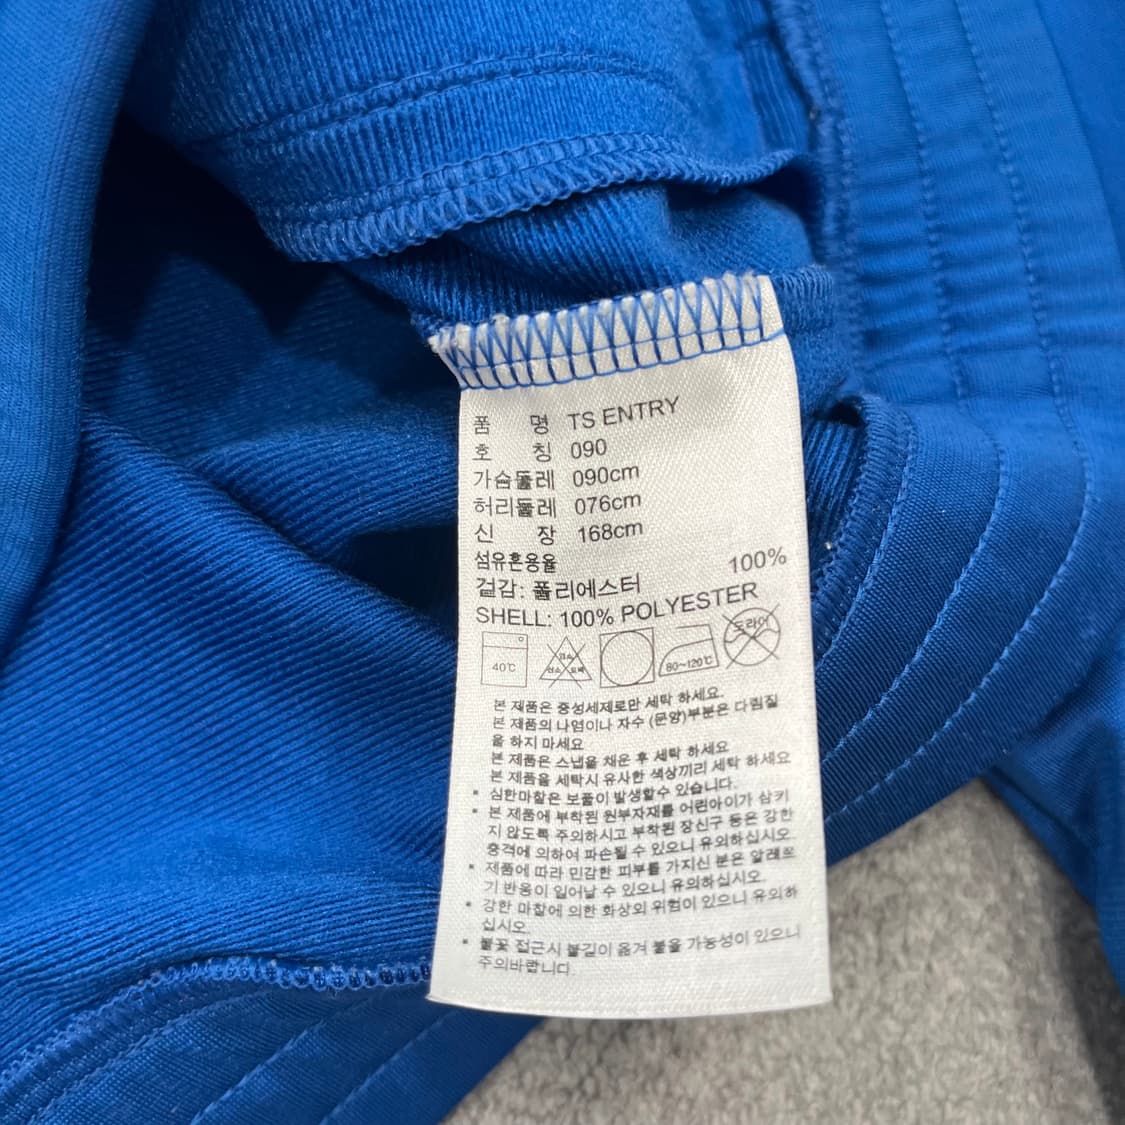 품 명 TS ENTRY
호 칭 090
가슴둘레 090cm
허리둘레 076cm
신 장 168cm
섬유혼용율
겉감: 폴리에스터 100%
SHELL: 100% POLYESTER
40℃ 염소 산소 표백 80~120℃ 드라이
본 제품은 중성세제로만 세탁 하세요.
본 제품의 나염이나 자수 (문양)부분은 다림질
을 하지 마세요
본 제품은 스냅을 채운 후 세탁 하세요
본 제품을 세탁시 유사한 색상끼리 세탁 하세요
• 심한마찰은 보풀이 발생할수 있습니다.
• 본 제품에 부착된 원부자재를 어린아이가 삼키
지 않도록 주의하시고 부착된 장신구 등은 강한
충격에 의하여 파손될 수 있으니 유의하십시오.
• 제품에 따라 민감한 피부를 가지신 분은 알레르
기 반응이 일어날 수 있으니 유의하십시오.
• 강한 마찰에 의한 화상의 위험이 있으니 유의하
십시오.
• 불꽃 접근시 불길이 옮겨 붙을 가능성이 있으니
주의바랍니다.